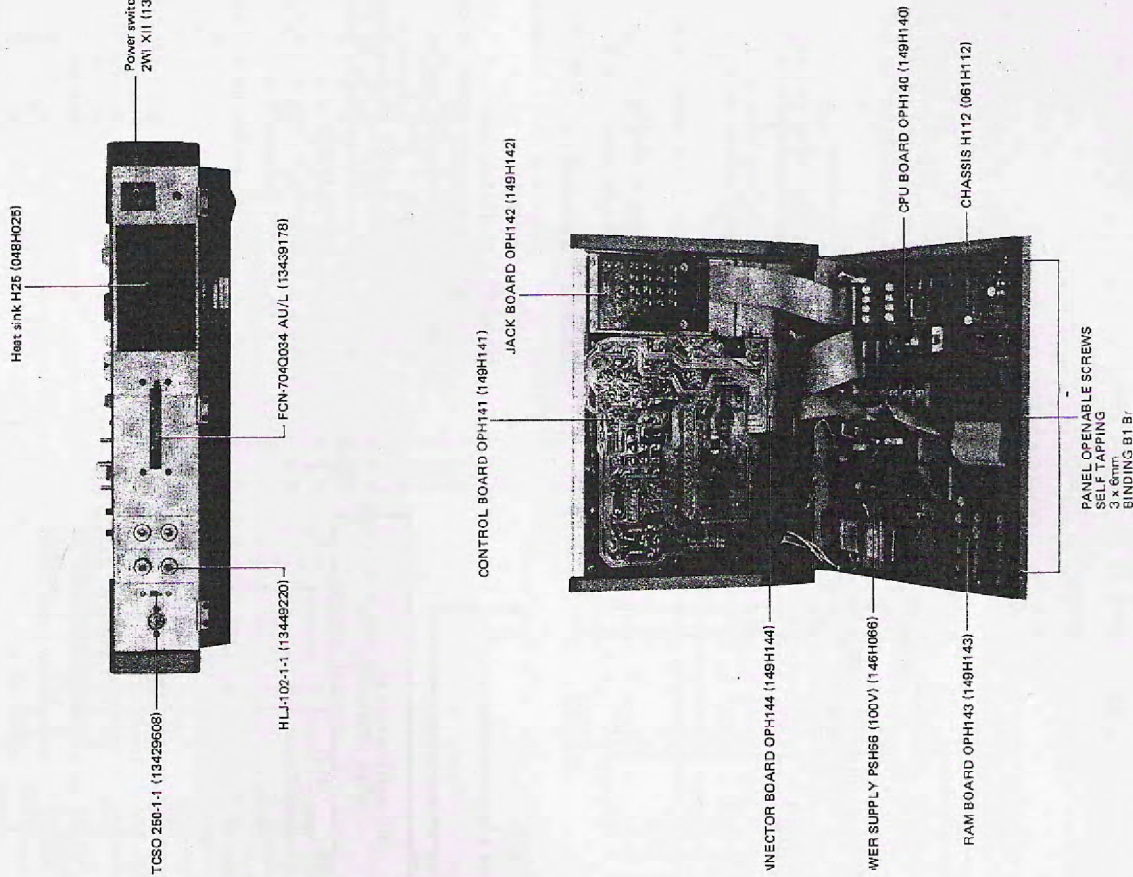 Power switc
2W1 X11 (13
Heat sink H25 (048H025)
FCN-704Q034 AU/L (13439178)
TCSO 250-1-1 (13429608)
HLJ-102-1-1 (13449220)
CONTROL BOARD OPH141 (149H141)
JACK BOARD OPH142 (149H142)
CPU BOARD OPH140 (149H140)
CHASSIS H112 (061H112)
NNECTOR BOARD OPH144 (149H144)
WER SUPPLY PSH66 (100V) (146H066)
RAM BOARD OPH143 (149H143)
PANEL OPENABLE SCREWS
SELF TAPPING
3 x 6mm
BINDING B1 Br